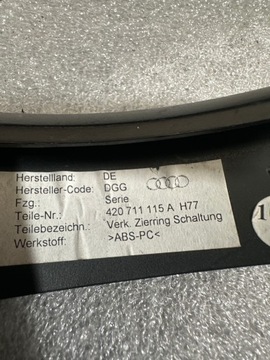 Herstellland: DE
Hersteller-Code: DGG
Fzg.: Serie
Teile-Nr.: 420 711 115 A H77
Teilebezeichn.: Verk. Zierring Schaltung
Werkstoff: >ABS-PC<